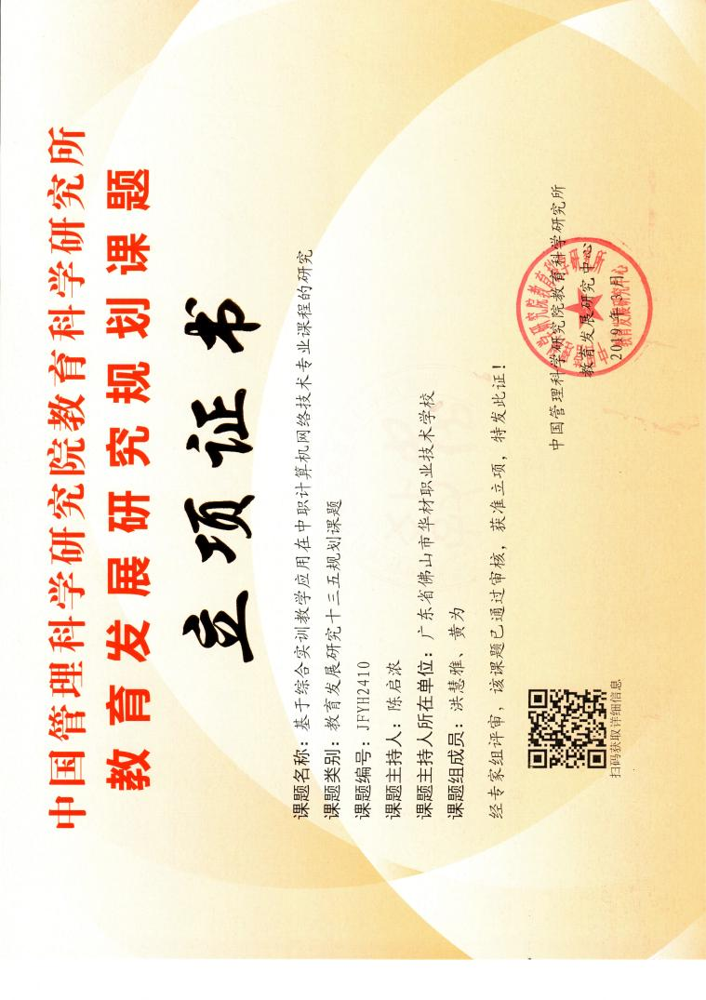 中国管理科学研究院教育科学研究所
教育发展研究规划课题
立项证书
课题名称：基于综合实训教学应用在中职计算机网络技术专业课程的研究
课题类别：教育发展研究十三五规划课题
课题编号：JFYH2410
课题主持人：陈启浓
课题主持人所在单位：广东省佛山市华材职业技术学校
课题组成员：洪慧雅、黄为
经专家组评审，该课题已通过审核，获准立项，特发此证！
中国管理科学研究院教育科学研究所
教育发展研究中心
2019年3月
扫码获取详细信息